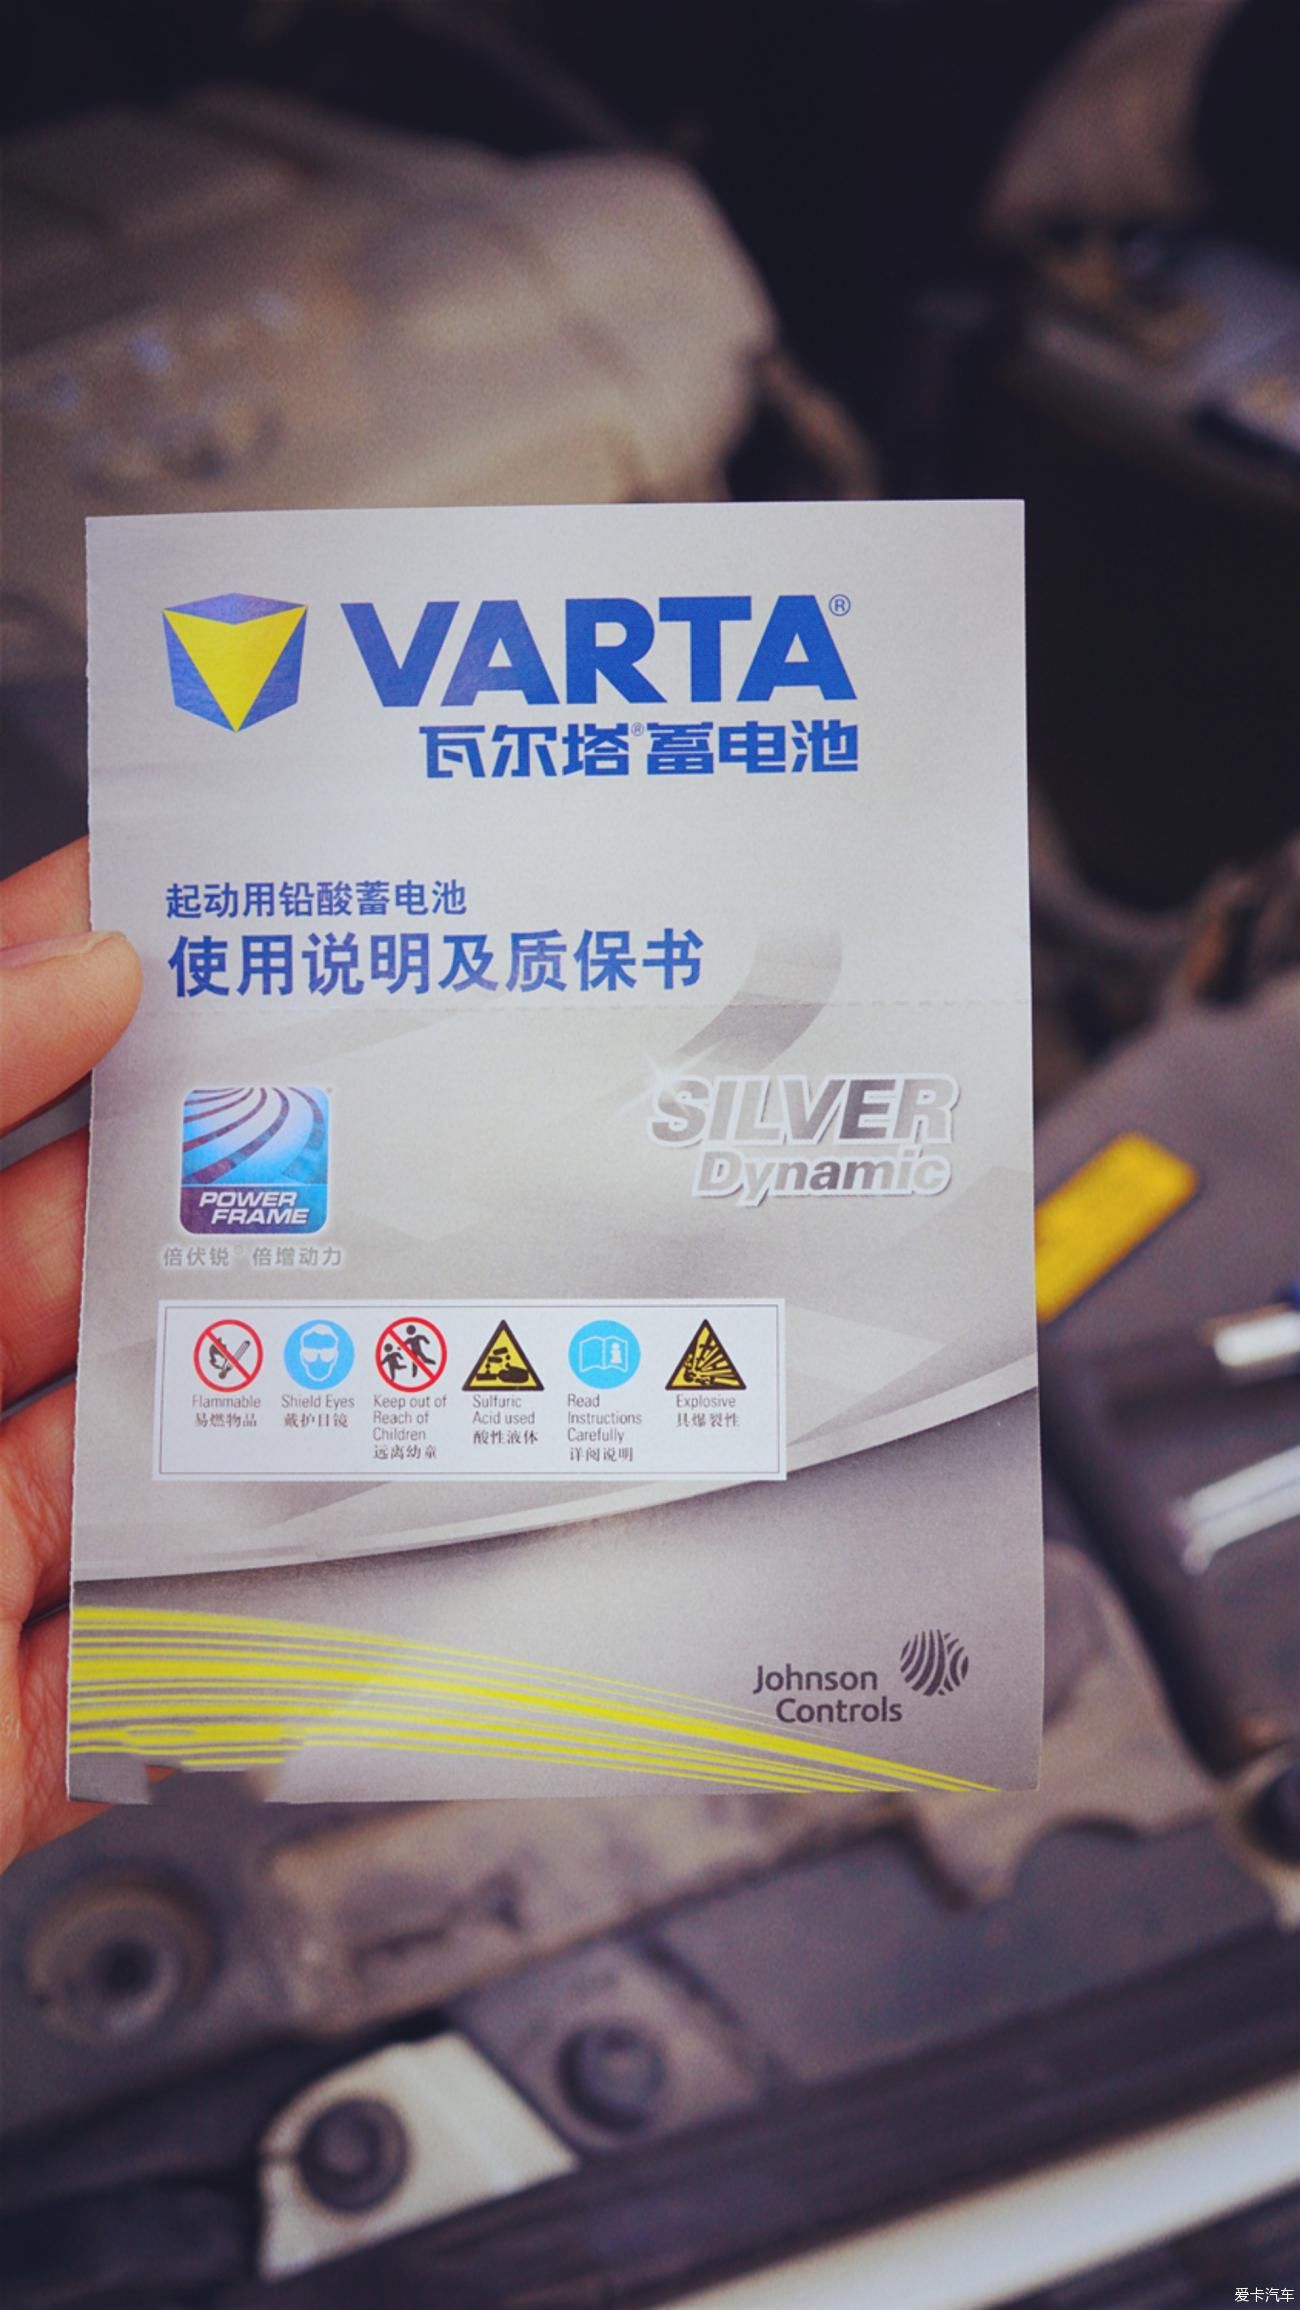 VARTA®
瓦尔塔®蓄电池
起动用铅酸蓄电池
使用说明及质保书
SILVER
Dynamic
POWER
FRAME
倍伏锐® 倍增动力
Flammable
易燃物品
Shield Eyes
戴护目镜
Keep out of
Reach of
Children
远离幼童
Sulfuric
Acid used
酸性液体
Read
Instructions
Carefully
详阅说明
Explosive
具爆裂性
Johnson
Controls
爱卡汽车